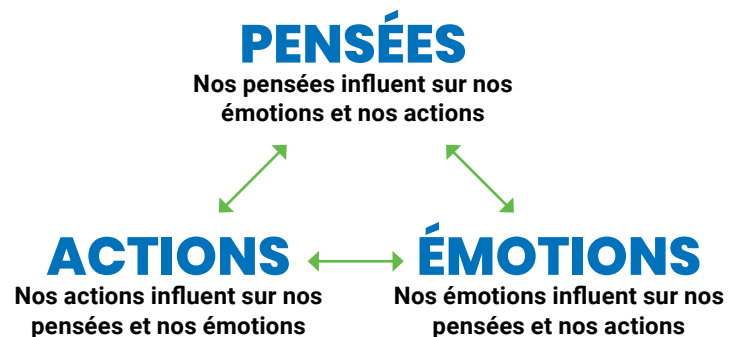 PENSÉES
Nos pensées influent sur nos
émotions et nos actions
ACTIONS
Nos actions influent sur nos
pensées et nos émotions
ÉMOTIONS
Nos émotions influent sur nos
pensées et nos actions